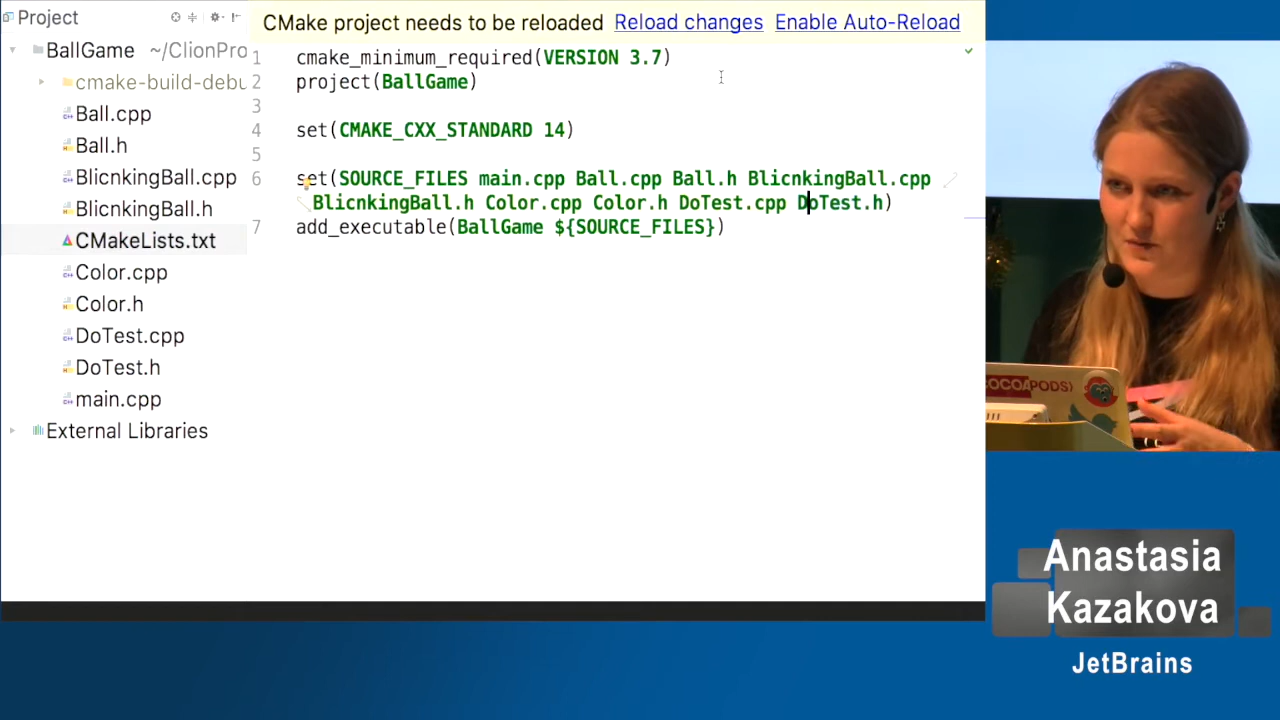 Project
CMake project needs to be reloaded Reload changes Enable Auto-Reload
BallGame ~/ClionPro
cmake-build-debu
Ball.cpp
Ball.h
BlicnkingBall.cpp
BlicnkingBall.h
CMakeLists.txt
Color.cpp
Color.h
DoTest.cpp
DoTest.h
main.cpp
External Libraries
1 cmake_minimum_required(VERSION 3.7)
2 project(BallGame)
3
4 set(CMAKE_CXX_STANDARD 14)
5
6 set(SOURCE_FILES main.cpp Ball.cpp Ball.h BlicnkingBall.cpp
BlicnkingBall.h Color.cpp Color.h DoTest.cpp DoTest.h)
7 add_executable(BallGame ${SOURCE_FILES})
COCOAPODS)
Anastasia
Kazakova
JetBrains